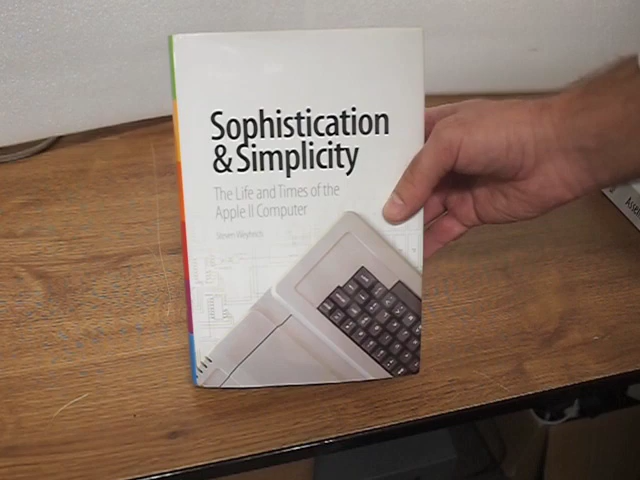 Sophistication
& Simplicity
The Life and Times of the
Apple II Computer
Steven Weyhrich